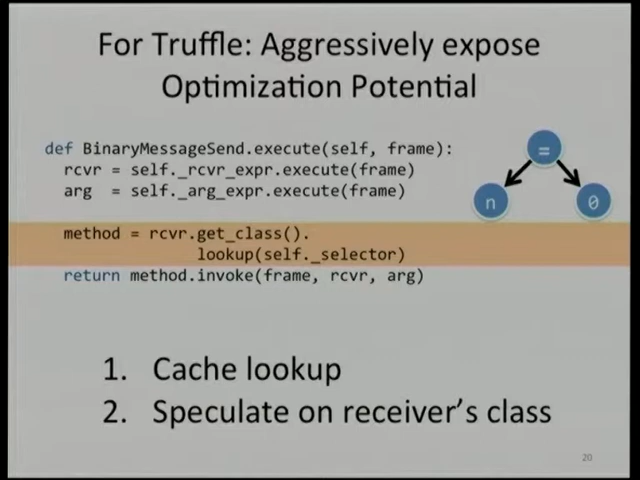 For Truffle: Aggressively expose
Optimization Potential
def BinaryMessageSend.execute(self, frame):
rcvr = self._rcvr_expr.execute(frame)
arg = self._arg_expr.execute(frame)
method = rcvr.get_class().
lookup(self._selector)
return method.invoke(frame, rcvr, arg)
=
n 0
1. Cache lookup
2. Speculate on receiver's class
20